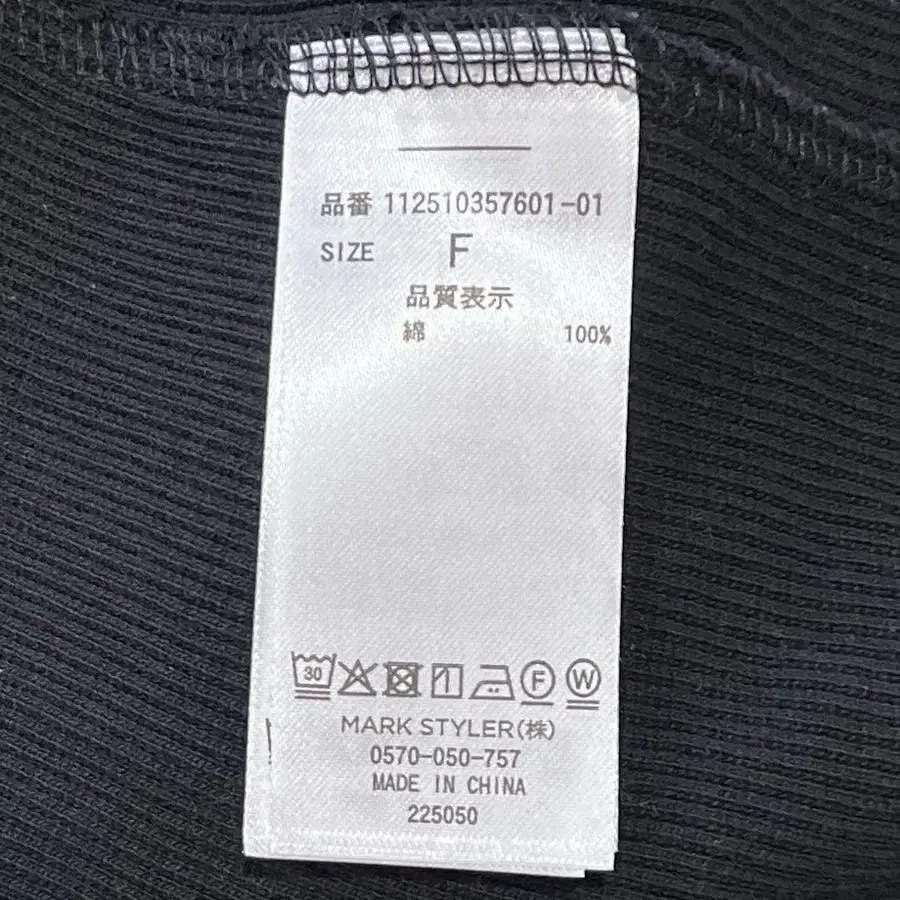 品番 112510357601-01
SIZE F
品質表示
綿 100%
30 F W
MARK STYLER(株)
0570-050-757
MADE IN CHINA
225050